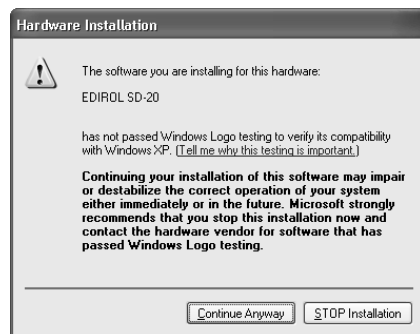 Hardware Installation
The software you are installing for this hardware:
EDIROL SD-20
has not passed Windows Logo testing to verify its compatibility
with Windows XP. (Tell me why this testing is important.)
Continuing your installation of this software may impair
or destabilize the correct operation of your system
either immediately or in the future. Microsoft strongly
recommends that you stop this installation now and
contact the hardware vendor for software that has
passed Windows Logo testing.
Continue Anyway
STOP Installation